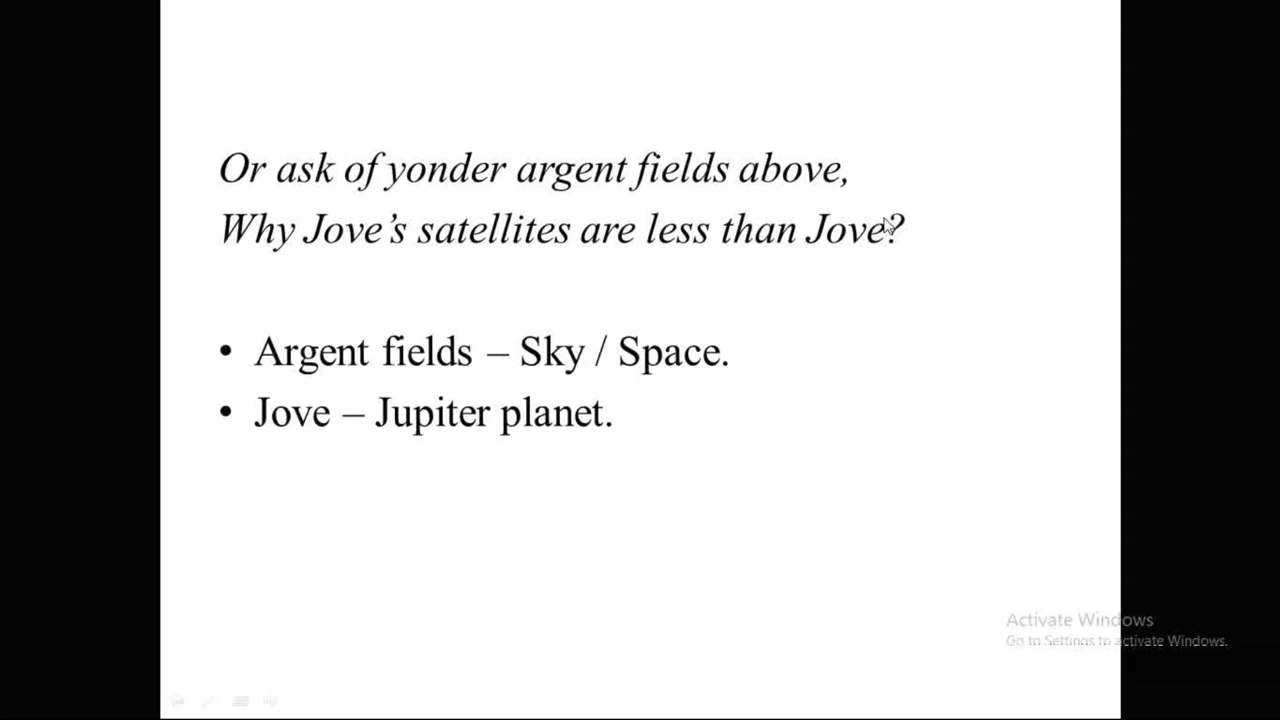 Or ask of yonder argent fields above,
Why Jove’s satellites are less than Jove?
• Argent fields – Sky / Space.
• Jove – Jupiter planet.
Activate Windows
Go to Settings to activate Windows.